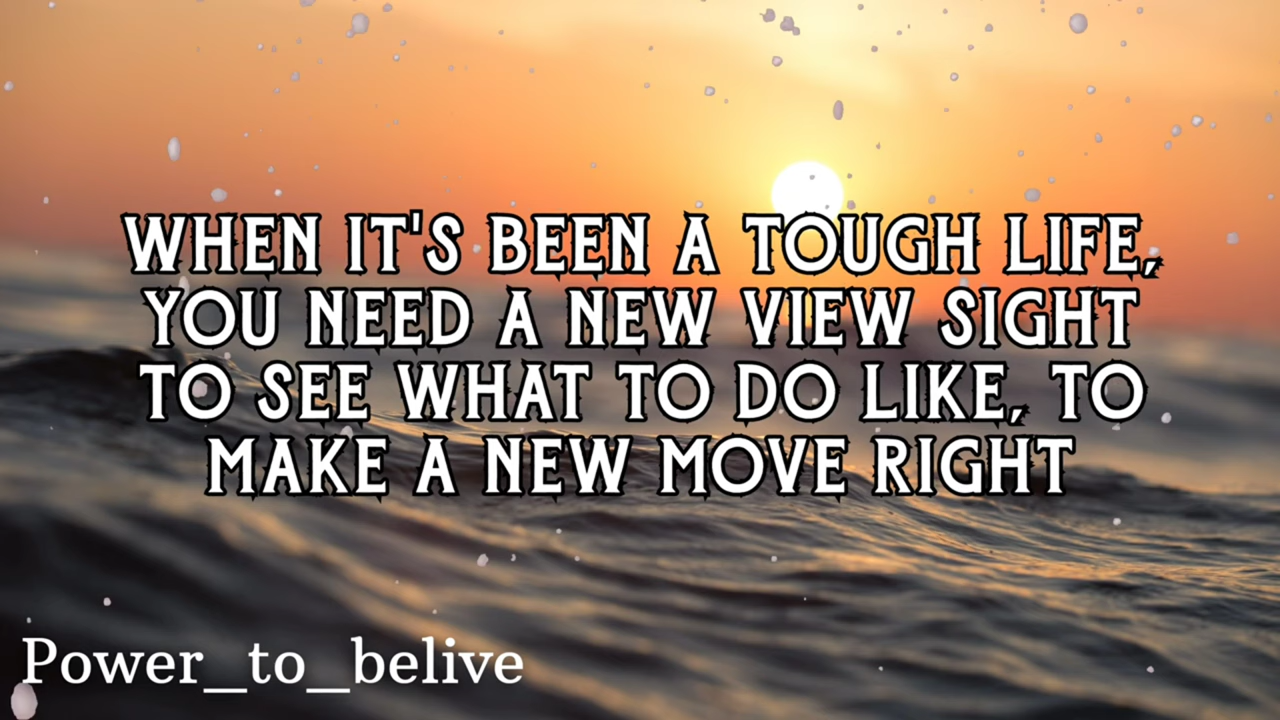 WHEN IT'S BEEN A TOUGH LIFE,
YOU NEED A NEW VIEW SIGHT
TO SEE WHAT TO DO LIKE, TO
MAKE A NEW MOVE RIGHT
Power_to_belive